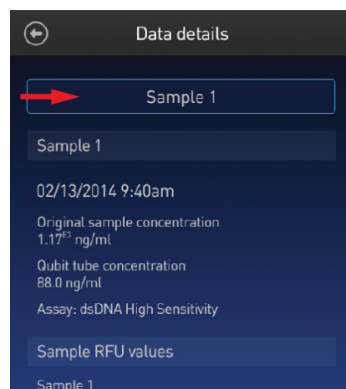 Data details
Sample 1
Sample 1
02/13/2014 9:40am
Original sample concentration
1.17ᴱ³ ng/ml
Qubit tube concentration
88.0 ng/ml
Assay: dsDNA High Sensitivity
Sample RFU values
Sample 1